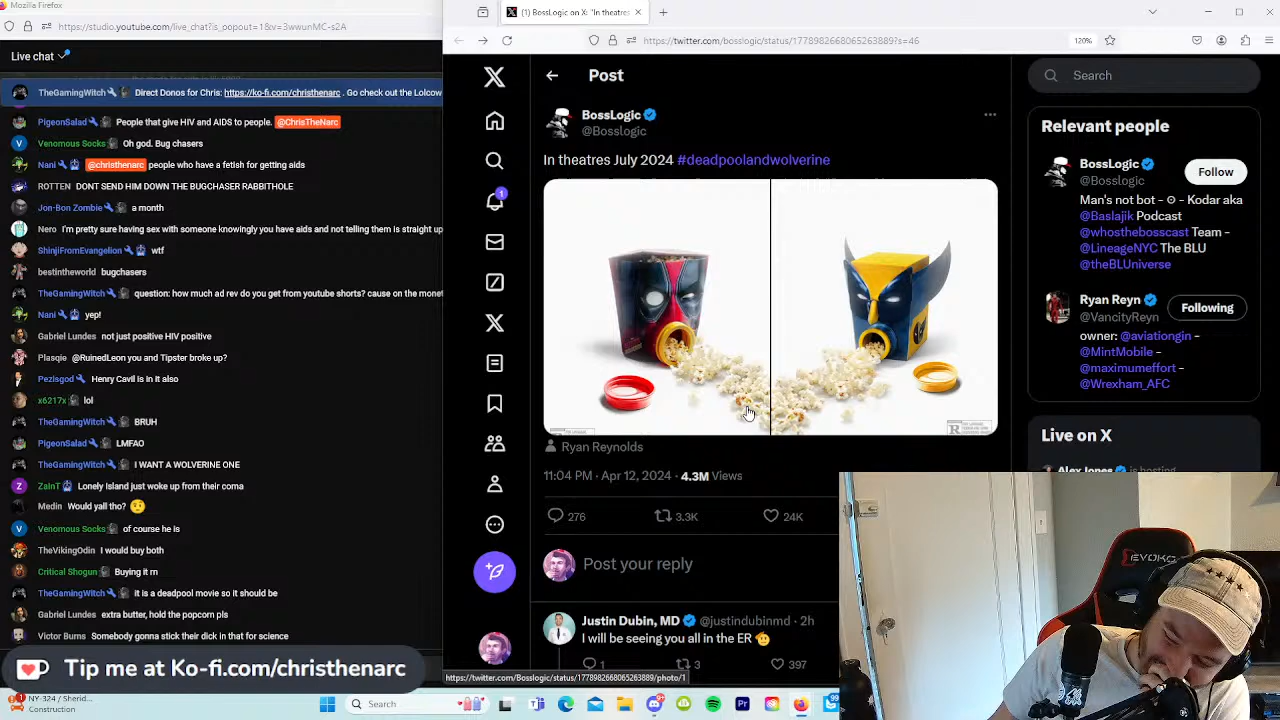 Mozilla Firefox
https://studio.youtube.com/live_chat?is_popout=1&v=3wwunMC-s2A
Live chat
TheGamingWitch Direct Donos for Chris: https://ko-fi.com/christhenarc . Go check out the Lolcow
PigeonSalad People that give HIV and AIDS to people. @ChrisTheNarc
V Venomous Socks Oh god. Bug chasers
Nani @christhenarc people who have a fetish for getting aids
ROTTEN DONT SEND HIM DOWN THE BUGCHASER RABBITHOLE
Jon-Bon Zombie a month
Nero I'm pretty sure having sex with someone knowingly you have aids and not telling them is straight up
ShinjiFromEvangelion wtf
bestintheworld bugchasers
TheGamingWitch question: how much ad rev do you get from youtube shorts? cause on the monet
Nani yep!
Gabriel Lundes not just positive HIV positive
Plasqie @RuinedLeon you and Tipster broke up?
Pezisgod Henry Cavil is in it also
x6217x lol
TheGamingWitch BRUH
PigeonSalad LMFAO
TheGamingWitch I WANT A WOLVERINE ONE
Z ZainT Lonely Island just woke up from their coma
Medin Would yall tho?
V Venomous Socks of course he is
TheVikingOdin I would buy both
Critical Shogun Buying it rn
TheGamingWitch it is a deadpool movie so it should be
Gabriel Lundes extra butter, hold the popcorn pls
Victor Burns Somebody gonna stick their dick in that for science
Tip me at Ko-fi.com/christhenarc
(1) BossLogic on X: "In theatres
https://twitter.com/bosslogic/status/1778982668065263889?s=46
120%
Post
BossLogic
@Bosslogic
In theatres July 2024 #deadpoolandwolverine
R
Ryan Reynolds
11:04 PM · Apr 12, 2024 · 4.3M Views
276 3.3K 24K
Post your reply
Justin Dubin, MD @justindubinmd · 2h
I will be seeing you all in the ER
1 3 397
https://twitter.com/Bosslogic/status/1778982668065263889/photo/1
1
Search
Relevant people
BossLogic
@Bosslogic
Follow
Man's not bot - ʘ - Kodar aka
@Baslajik Podcast
@whosthebosscast Team -
@LineageNYC The BLU
@theBLUniverse
Ryan Reyn
@VancityReyn
Following
owner: @aviationgin -
@MintMobile -
@maximumeffort -
@Wrexham_AFC
Live on X
Alex Jones is hosting
NY-324 / Sherid...
Construction
Search
Pr
99